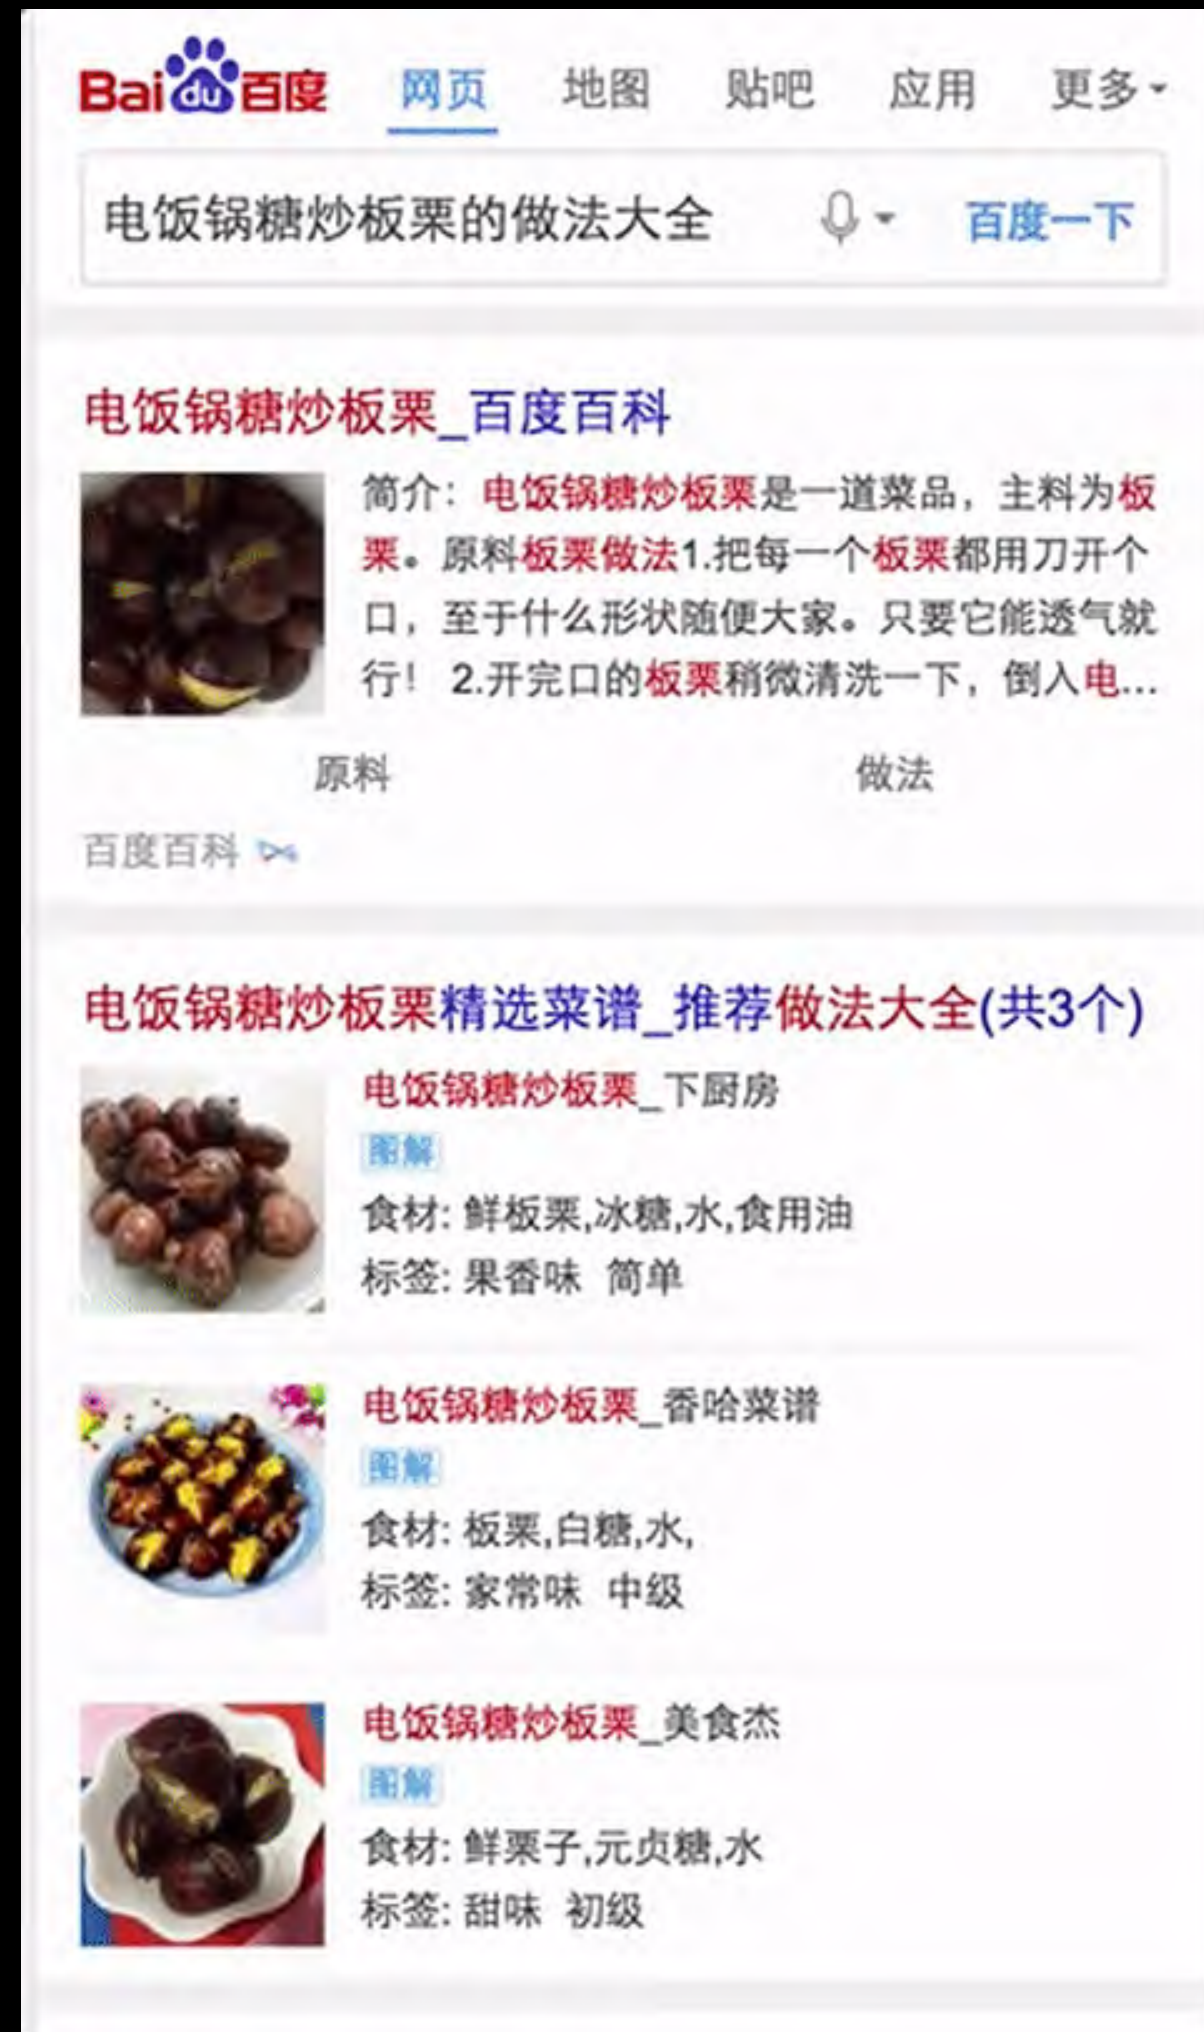 Bai du 百度 网页 地图 贴吧 应用 更多
电饭锅糖炒板栗的做法大全 百度一下
电饭锅糖炒板栗_百度百科
简介：电饭锅糖炒板栗是一道菜品，主料为板
栗。原料板栗做法1.把每一个板栗都用刀开个
口，至于什么形状随便大家。只要它能透气就
行！ 2.开完口的板栗稍微清洗一下，倒入电...
原料 做法
百度百科
电饭锅糖炒板栗精选菜谱_推荐做法大全(共3个)
电饭锅糖炒板栗_下厨房
图解
食材: 鲜板栗,冰糖,水,食用油
标签: 果香味 简单
电饭锅糖炒板栗_香哈菜谱
图解
食材: 板栗,白糖,水,
标签: 家常味 中级
电饭锅糖炒板栗_美食杰
图解
食材: 鲜栗子,元贞糖,水
标签: 甜味 初级